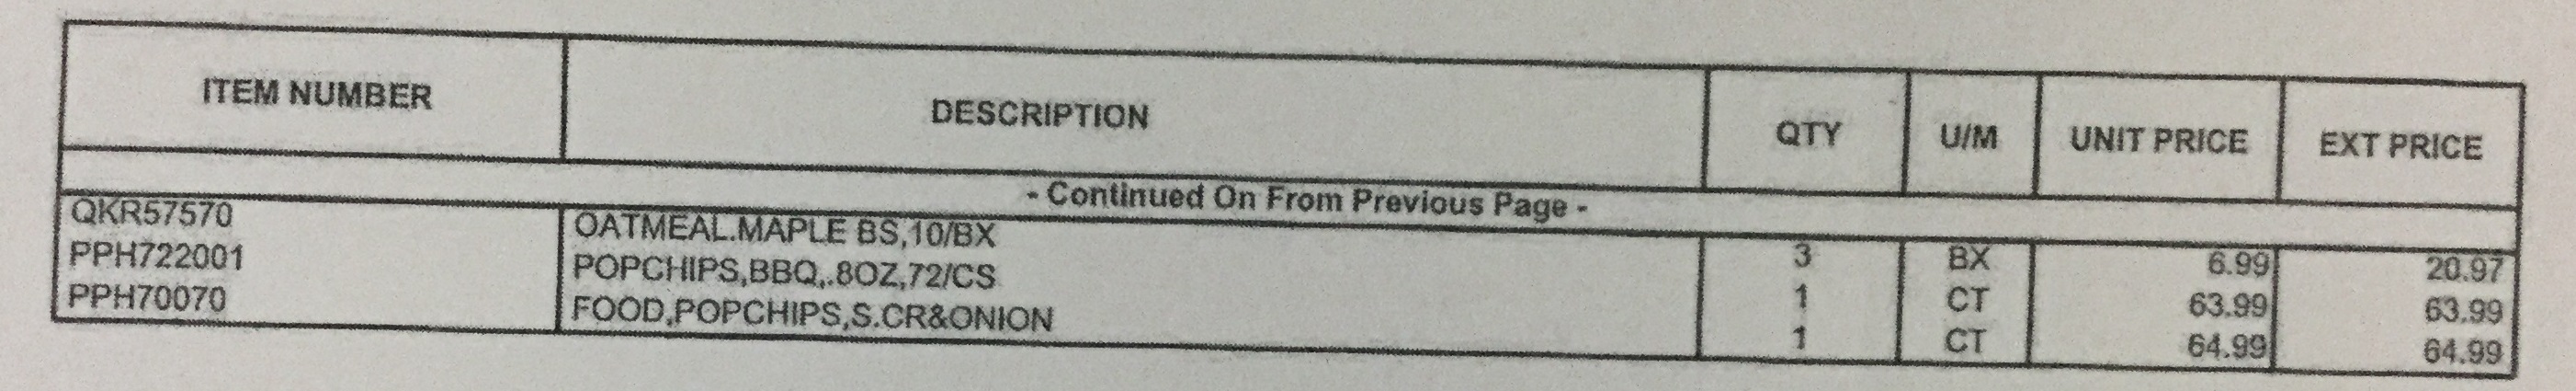 ITEM NUMBER DESCRIPTION QTY U/M UNIT PRICE EXT PRICE
- Continued On From Previous Page -
QKR57570 OATMEAL.MAPLE BS,10/BX 3 BX 6.99 20.97
PPH722001 POPCHIPS,BBQ,.8OZ,72/CS 1 CT 63.99 63.99
PPH70070 FOOD,POPCHIPS,S.CR&ONION 1 CT 64.99 64.99